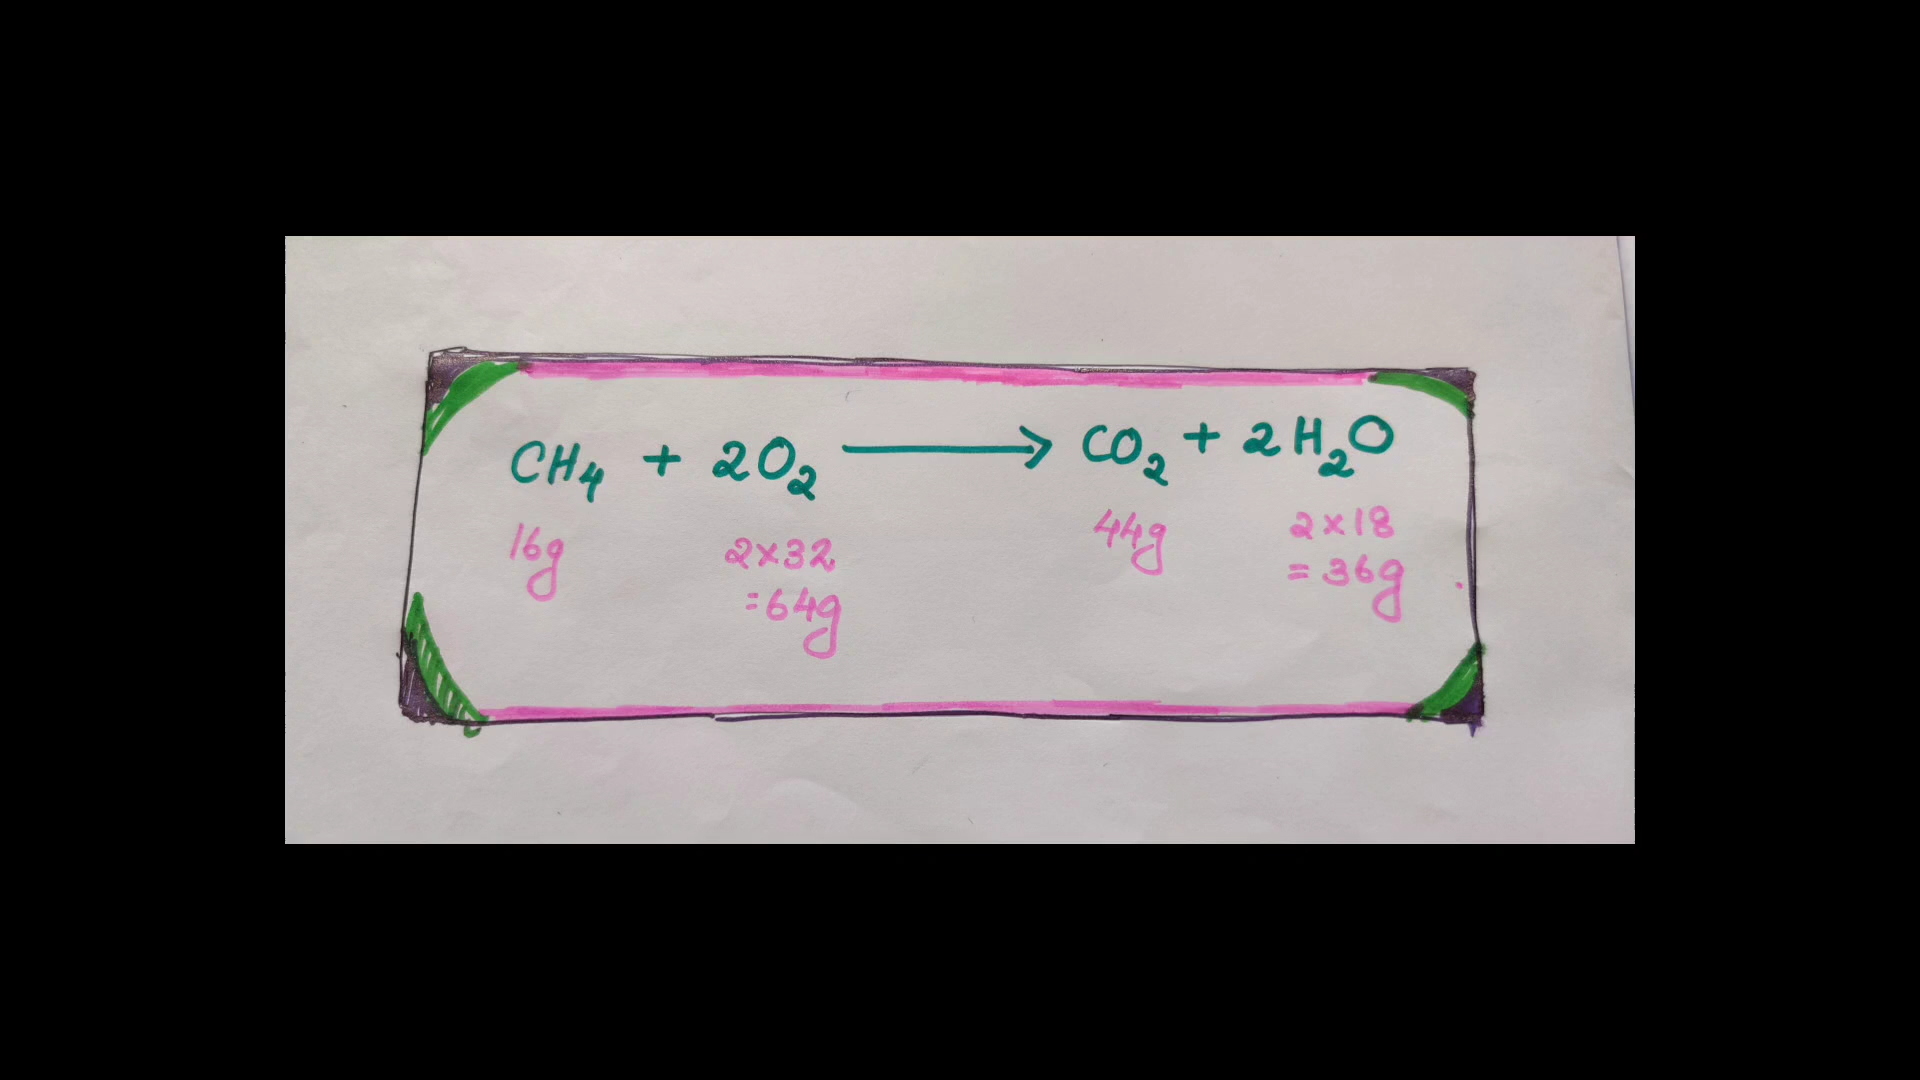 CH₄ + 2O₂ ⟶ CO₂ + 2H₂O
16g 2×32 44g 2×18
=64g = 36g